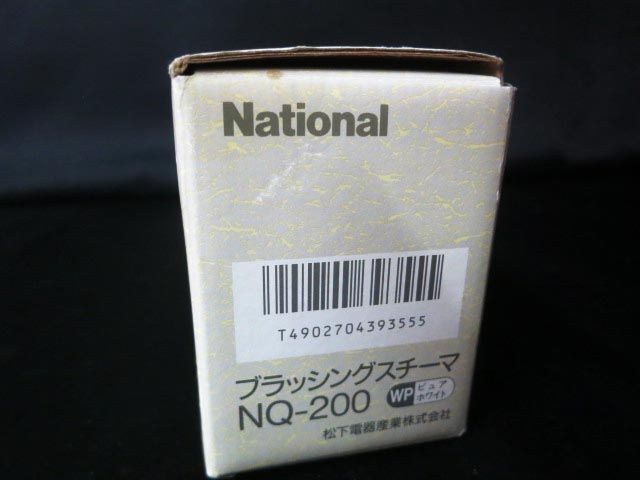 National
T4902704393555
ブラッシングスチーマ
NQ-200 WP ピュア
ホワイト
松下電器産業株式会社